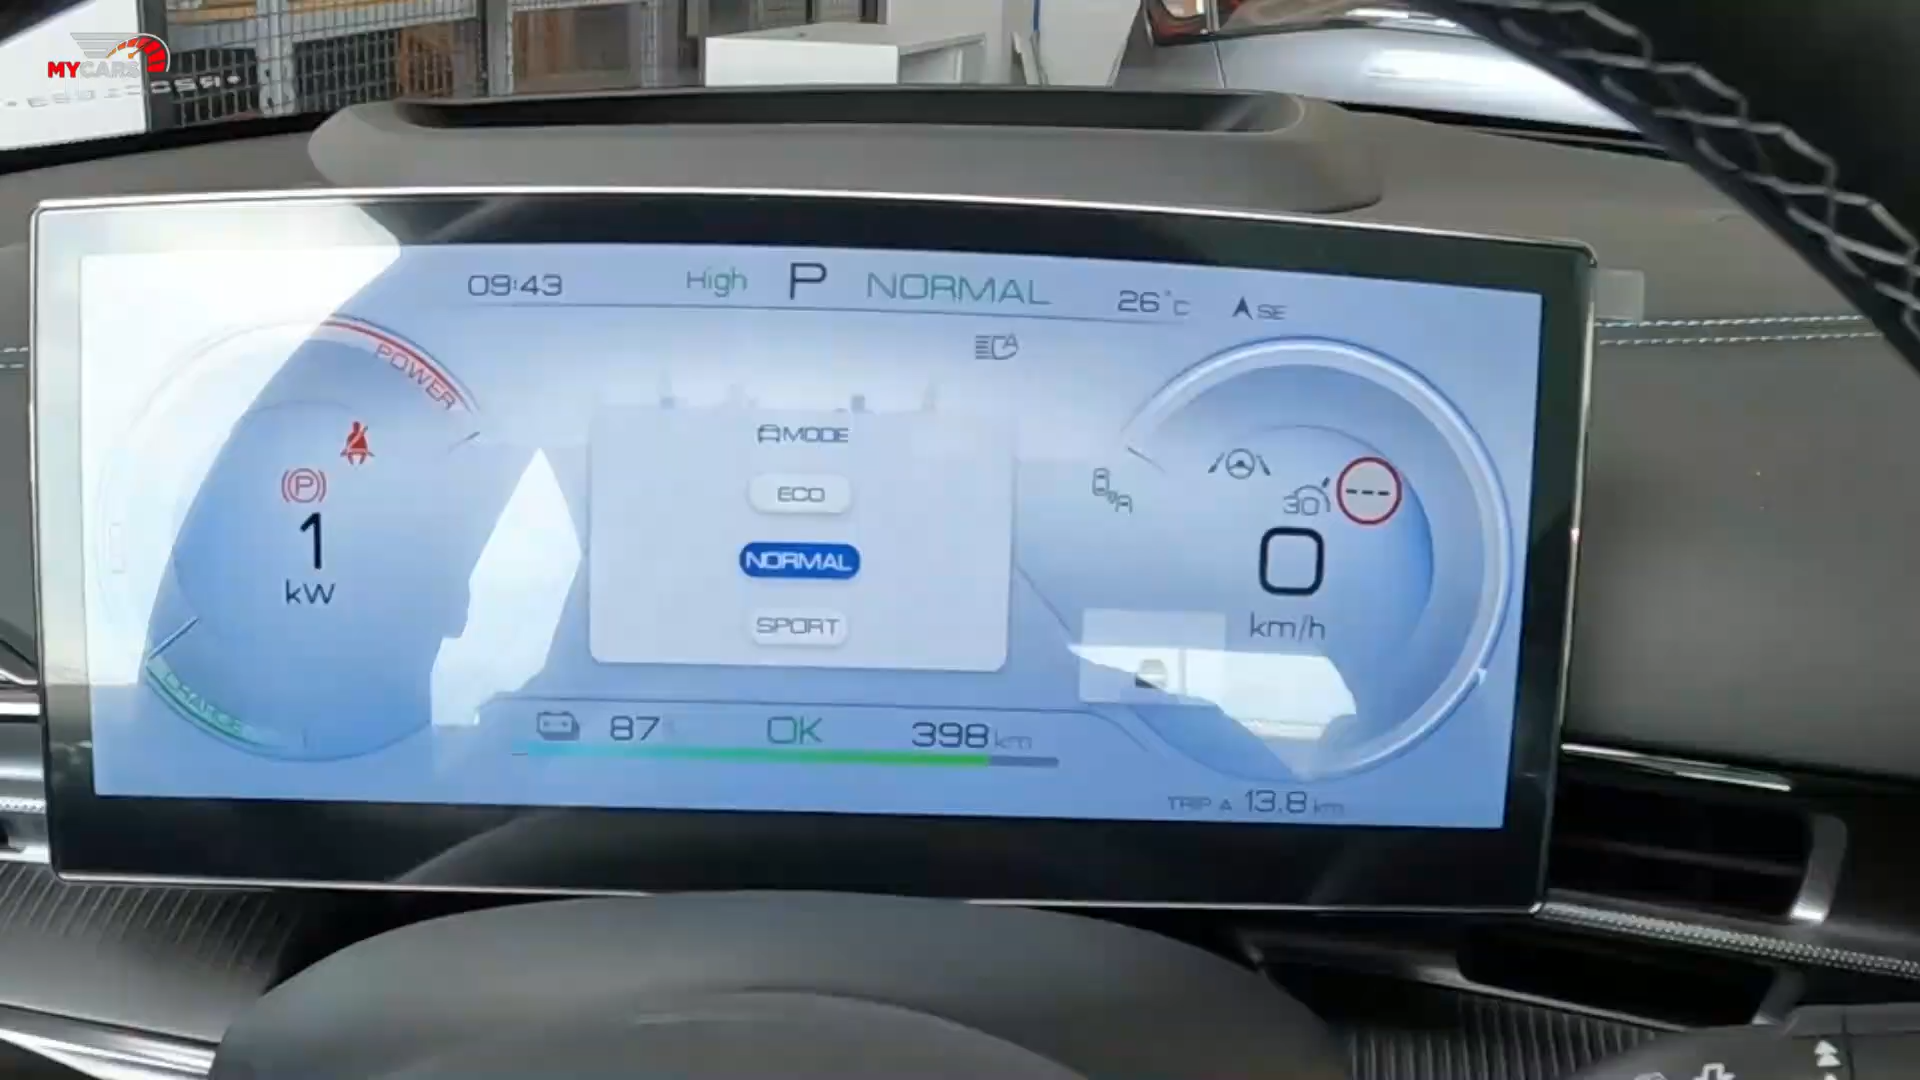 MYCARS
09:43 High P NORMAL 26°C SE
POWER
MODE
ECO
NORMAL
SPORT
P
1
kW
30
---
0
km/h
CHARGE
87 OK 398 km
TRIP A 13.8 km